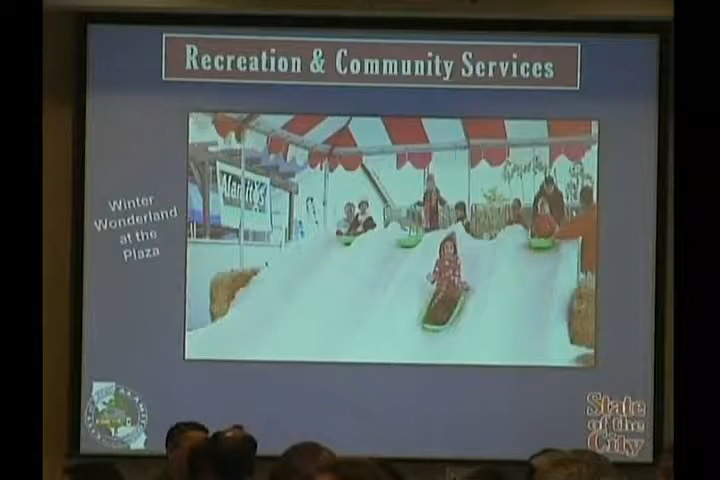 Recreation & Community Services
Winter
Wonderland
at the
Plaza
State
of the
City